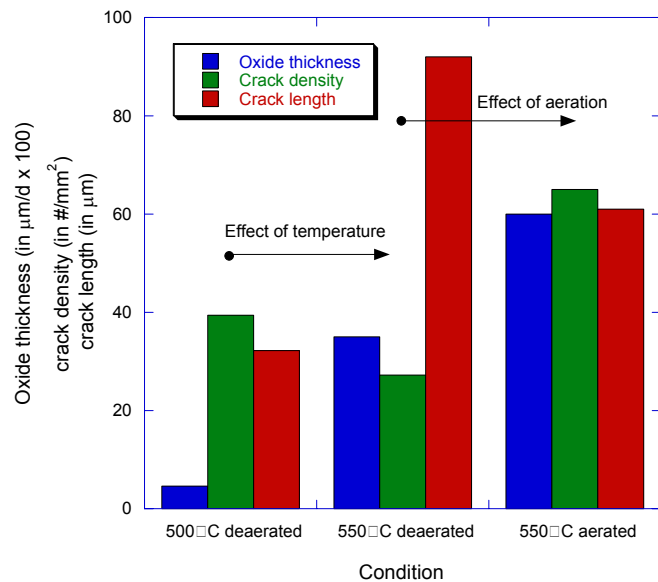 100
80
60
40
20
0
Oxide thickness (in μm/d x 100)
crack density (in #/mm²)
crack length (in μm)
Oxide thickness
Crack density
Crack length
Effect of aeration
Effect of temperature
500□C deaerated
550□C deaerated
550□C aerated
Condition